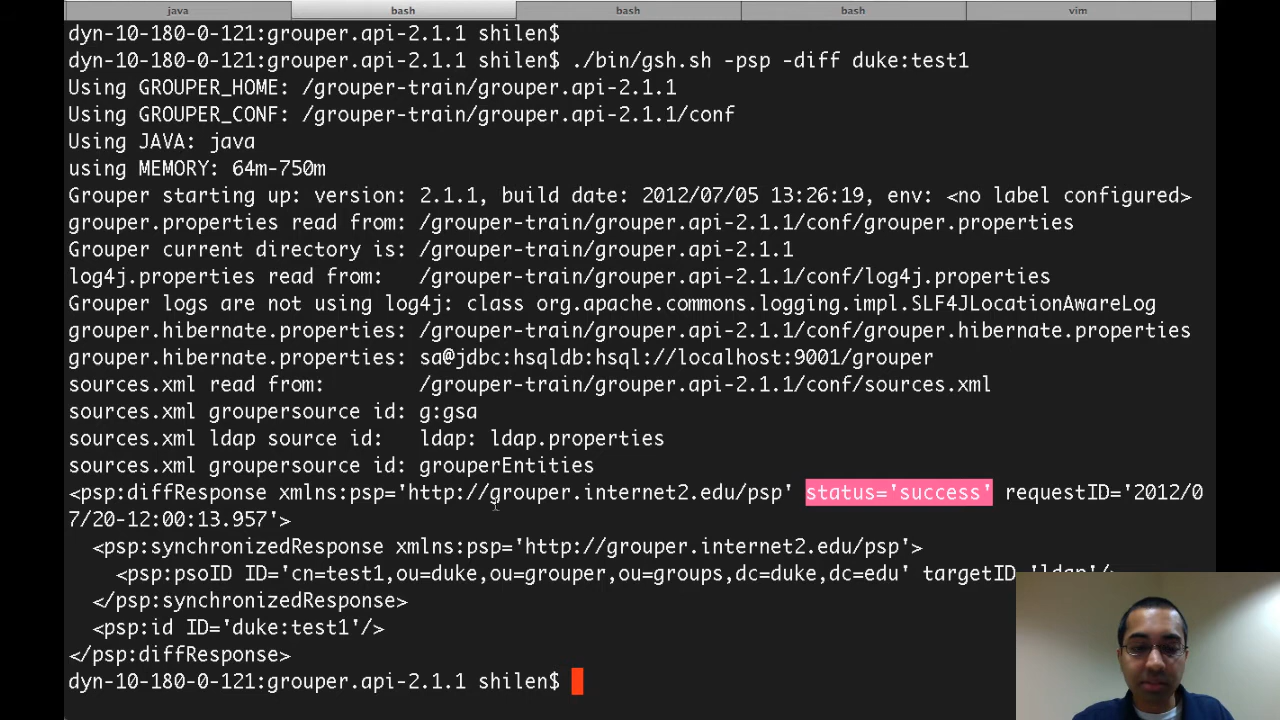 java bash bash bash vim
dyn-10-180-0-121:grouper.api-2.1.1 shilen$
dyn-10-180-0-121:grouper.api-2.1.1 shilen$ ./bin/gsh.sh -psp -diff duke:test1
Using GROUPER_HOME: /grouper-train/grouper.api-2.1.1
Using GROUPER_CONF: /grouper-train/grouper.api-2.1.1/conf
Using JAVA: java
using MEMORY: 64m-750m
Grouper starting up: version: 2.1.1, build date: 2012/07/05 13:26:19, env: <no label configured>
grouper.properties read from: /grouper-train/grouper.api-2.1.1/conf/grouper.properties
Grouper current directory is: /grouper-train/grouper.api-2.1.1
log4j.properties read from:   /grouper-train/grouper.api-2.1.1/conf/log4j.properties
Grouper logs are not using log4j: class org.apache.commons.logging.impl.SLF4JLocationAwareLog
grouper.hibernate.properties: /grouper-train/grouper.api-2.1.1/conf/grouper.hibernate.properties
grouper.hibernate.properties: sa@jdbc:hsqldb:hsql://localhost:9001/grouper
sources.xml read from:        /grouper-train/grouper.api-2.1.1/conf/sources.xml
sources.xml groupersource id: g:gsa
sources.xml ldap source id:   ldap: ldap.properties
sources.xml groupersource id: grouperEntities
<psp:diffResponse xmlns:psp='http://grouper.internet2.edu/psp' status='success' requestID='2012/0
7/20-12:00:13.957'>
  <psp:synchronizedResponse xmlns:psp='http://grouper.internet2.edu/psp'>
    <psp:psoID ID='cn=test1,ou=duke,ou=grouper,ou=groups,dc=duke,dc=edu' targetID='ldap'/>
  </psp:synchronizedResponse>
  <psp:id ID='duke:test1'/>
</psp:diffResponse>
dyn-10-180-0-121:grouper.api-2.1.1 shilen$